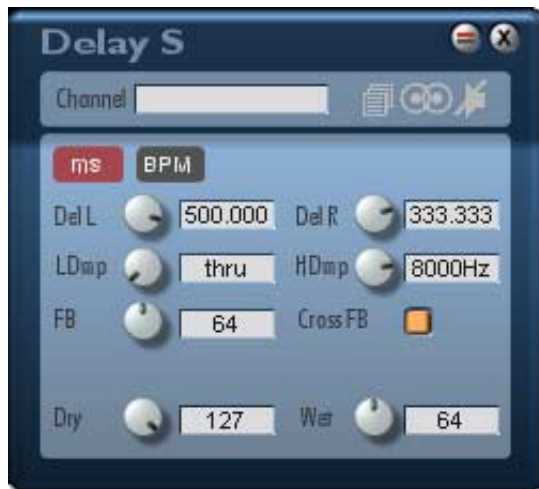 Delay S
Channel
ms BPM
Del L 500.000 Del R 333.333
LDmp thru HDmp 8000Hz
FB 64 Cross FB
Dry 127 Wet 64